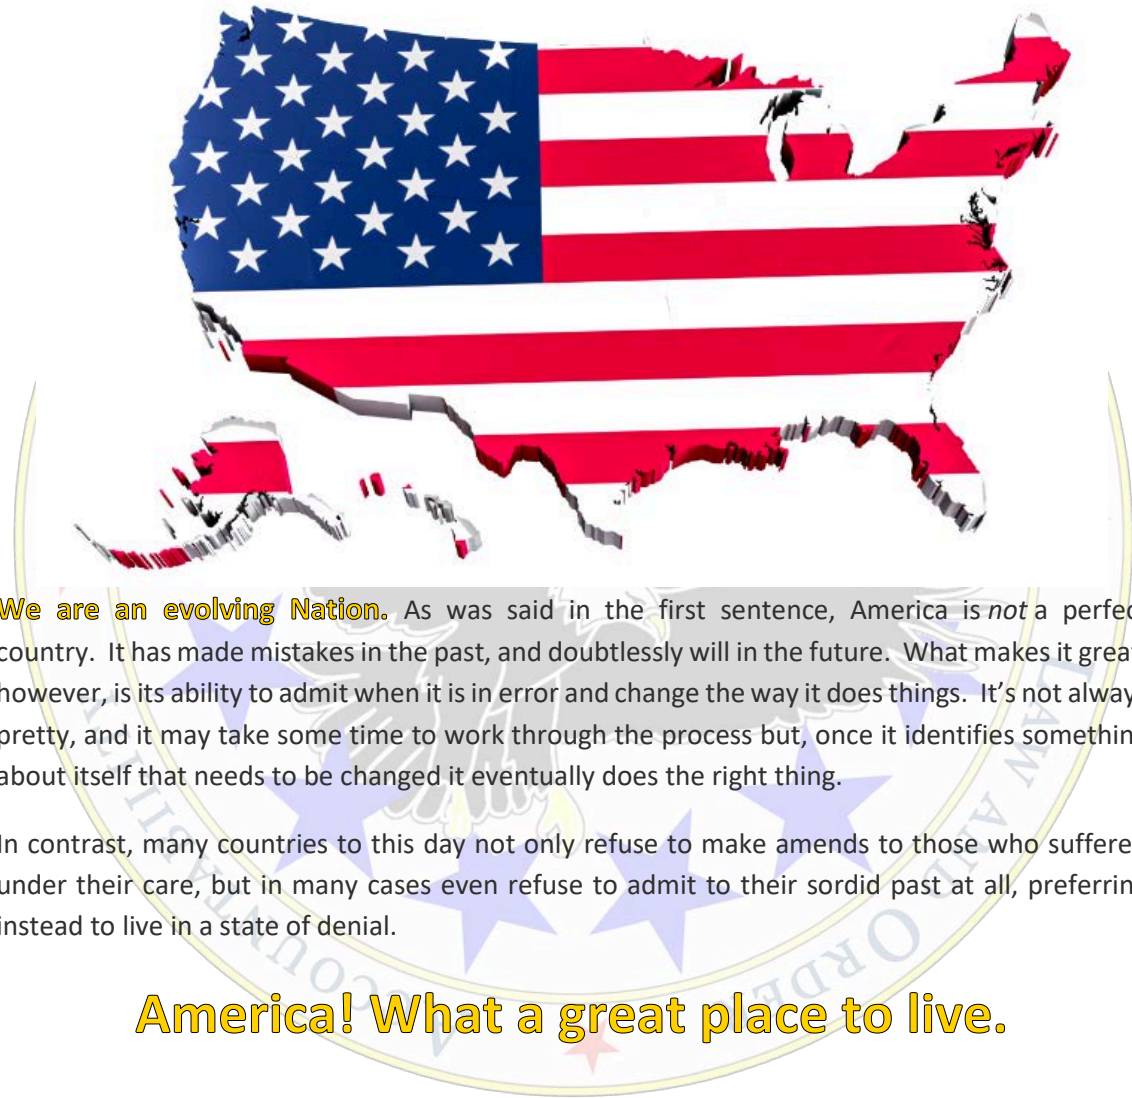 We are an evolving Nation. As was said in the first sentence, America is not a perfec
country. It has made mistakes in the past, and doubtlessly will in the future. What makes it grea
however, is its ability to admit when it is in error and change the way it does things. It’s not alway
pretty, and it may take some time to work through the process but, once it identifies somethin
about itself that needs to be changed it eventually does the right thing.
In contrast, many countries to this day not only refuse to make amends to those who suffere
under their care, but in many cases even refuse to admit to their sordid past at all, preferrin
instead to live in a state of denial.
America! What a great place to live.
ACCOUNTABILITY
LAW AND ORDER